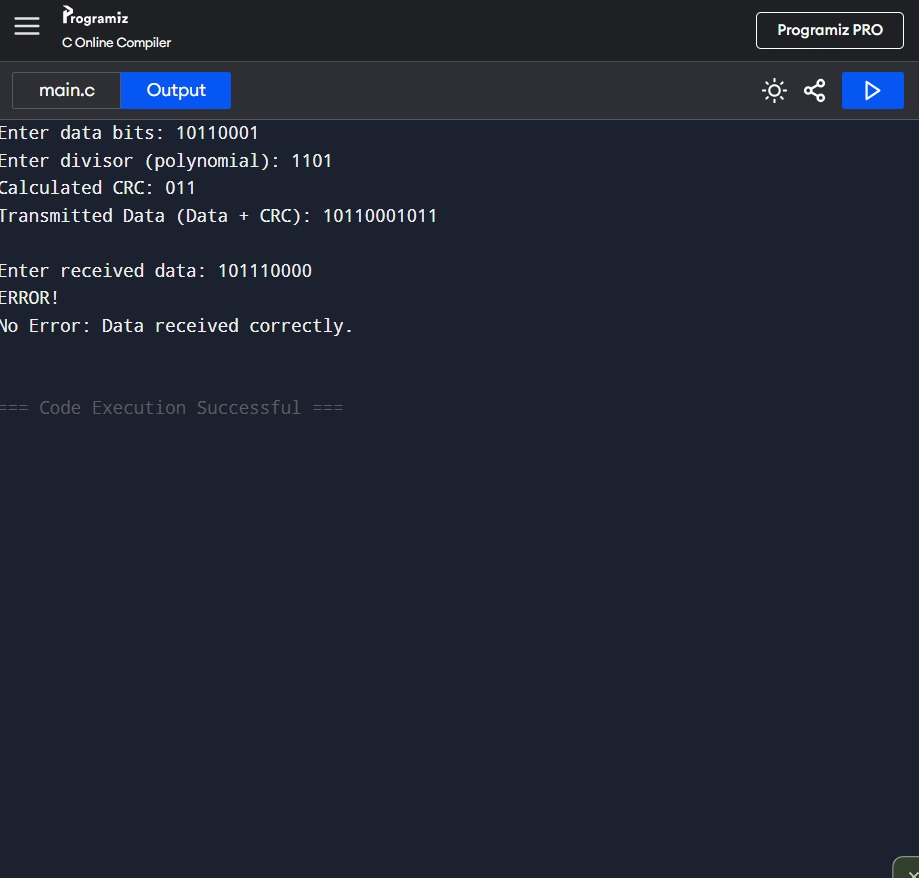 Programiz
C Online Compiler
Programiz PRO
main.c
Output
Enter data bits: 10110001
Enter divisor (polynomial): 1101
Calculated CRC: 011
Transmitted Data (Data + CRC): 10110001011
Enter received data: 101110000
ERROR!
No Error: Data received correctly.
=== Code Execution Successful ===